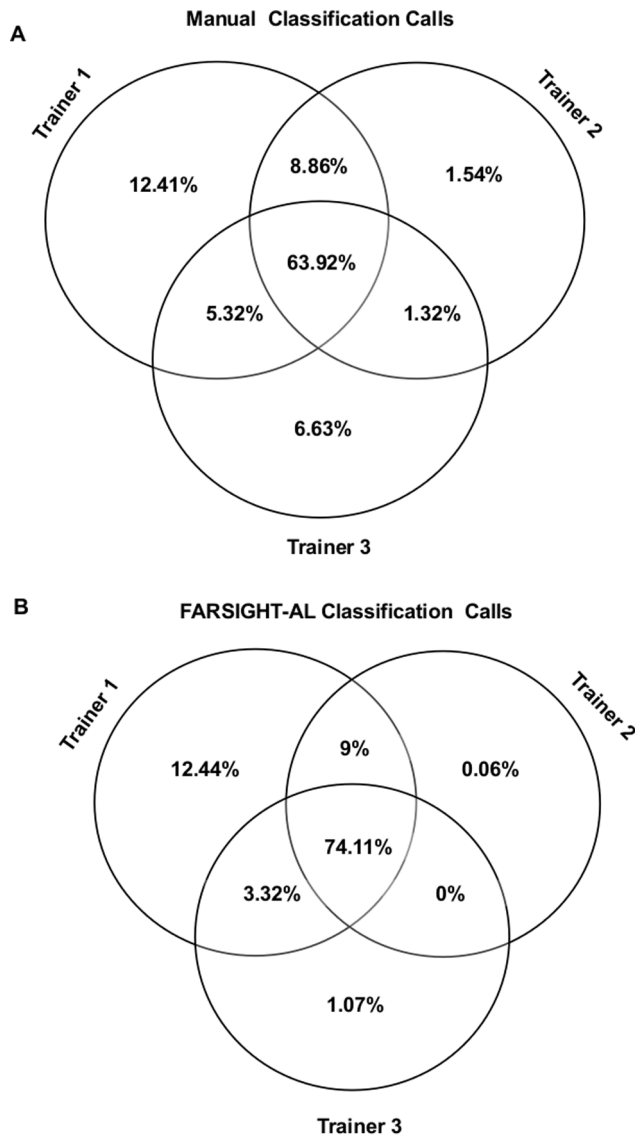 A
Manual Classification Calls
Trainer 1
Trainer 2
12.41%
8.86%
1.54%
63.92%
5.32%
1.32%
6.63%
Trainer 3
B
FARSIGHT-AL Classification Calls
Trainer 1
Trainer 2
12.44%
9%
0.06%
74.11%
3.32%
0%
1.07%
Trainer 3